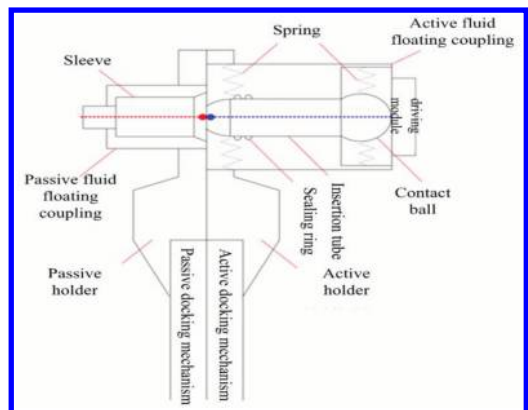 Spring
Active fluid
floating coupling
Sleeve
driving
module
Passive fluid
floating
coupling
Sealing ring
Insertion tube
Contact
ball
Passive
holder
Passive docking mechanism
Active docking mechanism
Active
holder